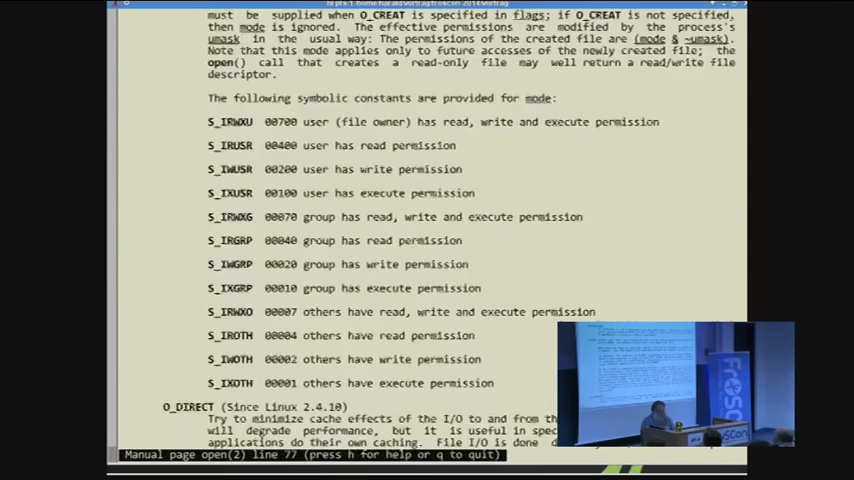 must be supplied when O_CREAT is specified in flags; if O_CREAT is not specified,
then mode is ignored. The effective permissions are modified by the process's
umask in the usual way: The permissions of the created file are (mode & ~umask).
Note that this mode applies only to future accesses of the newly created file; the
open() call that creates a read-only file may well return a read/write file
descriptor.
The following symbolic constants are provided for mode:
S_IRWXU 00700 user (file owner) has read, write and execute permission
S_IRUSR 00400 user has read permission
S_IWUSR 00200 user has write permission
S_IXUSR 00100 user has execute permission
S_IRWXG 00070 group has read, write and execute permission
S_IRGRP 00040 group has read permission
S_IWGRP 00020 group has write permission
S_IXGRP 00010 group has execute permission
S_IRWXO 00007 others have read, write and execute permission
S_IROTH 00004 others have read permission
S_IWOTH 00002 others have write permission
S_IXOTH 00001 others have execute permission
O_DIRECT (Since Linux 2.4.10)
Try to minimize cache effects of the I/O to and from
will degrade performance, but it is useful in
applications do their own caching. File I/O is done
Manual page open(2) line 77 (press h for help or q to quit)